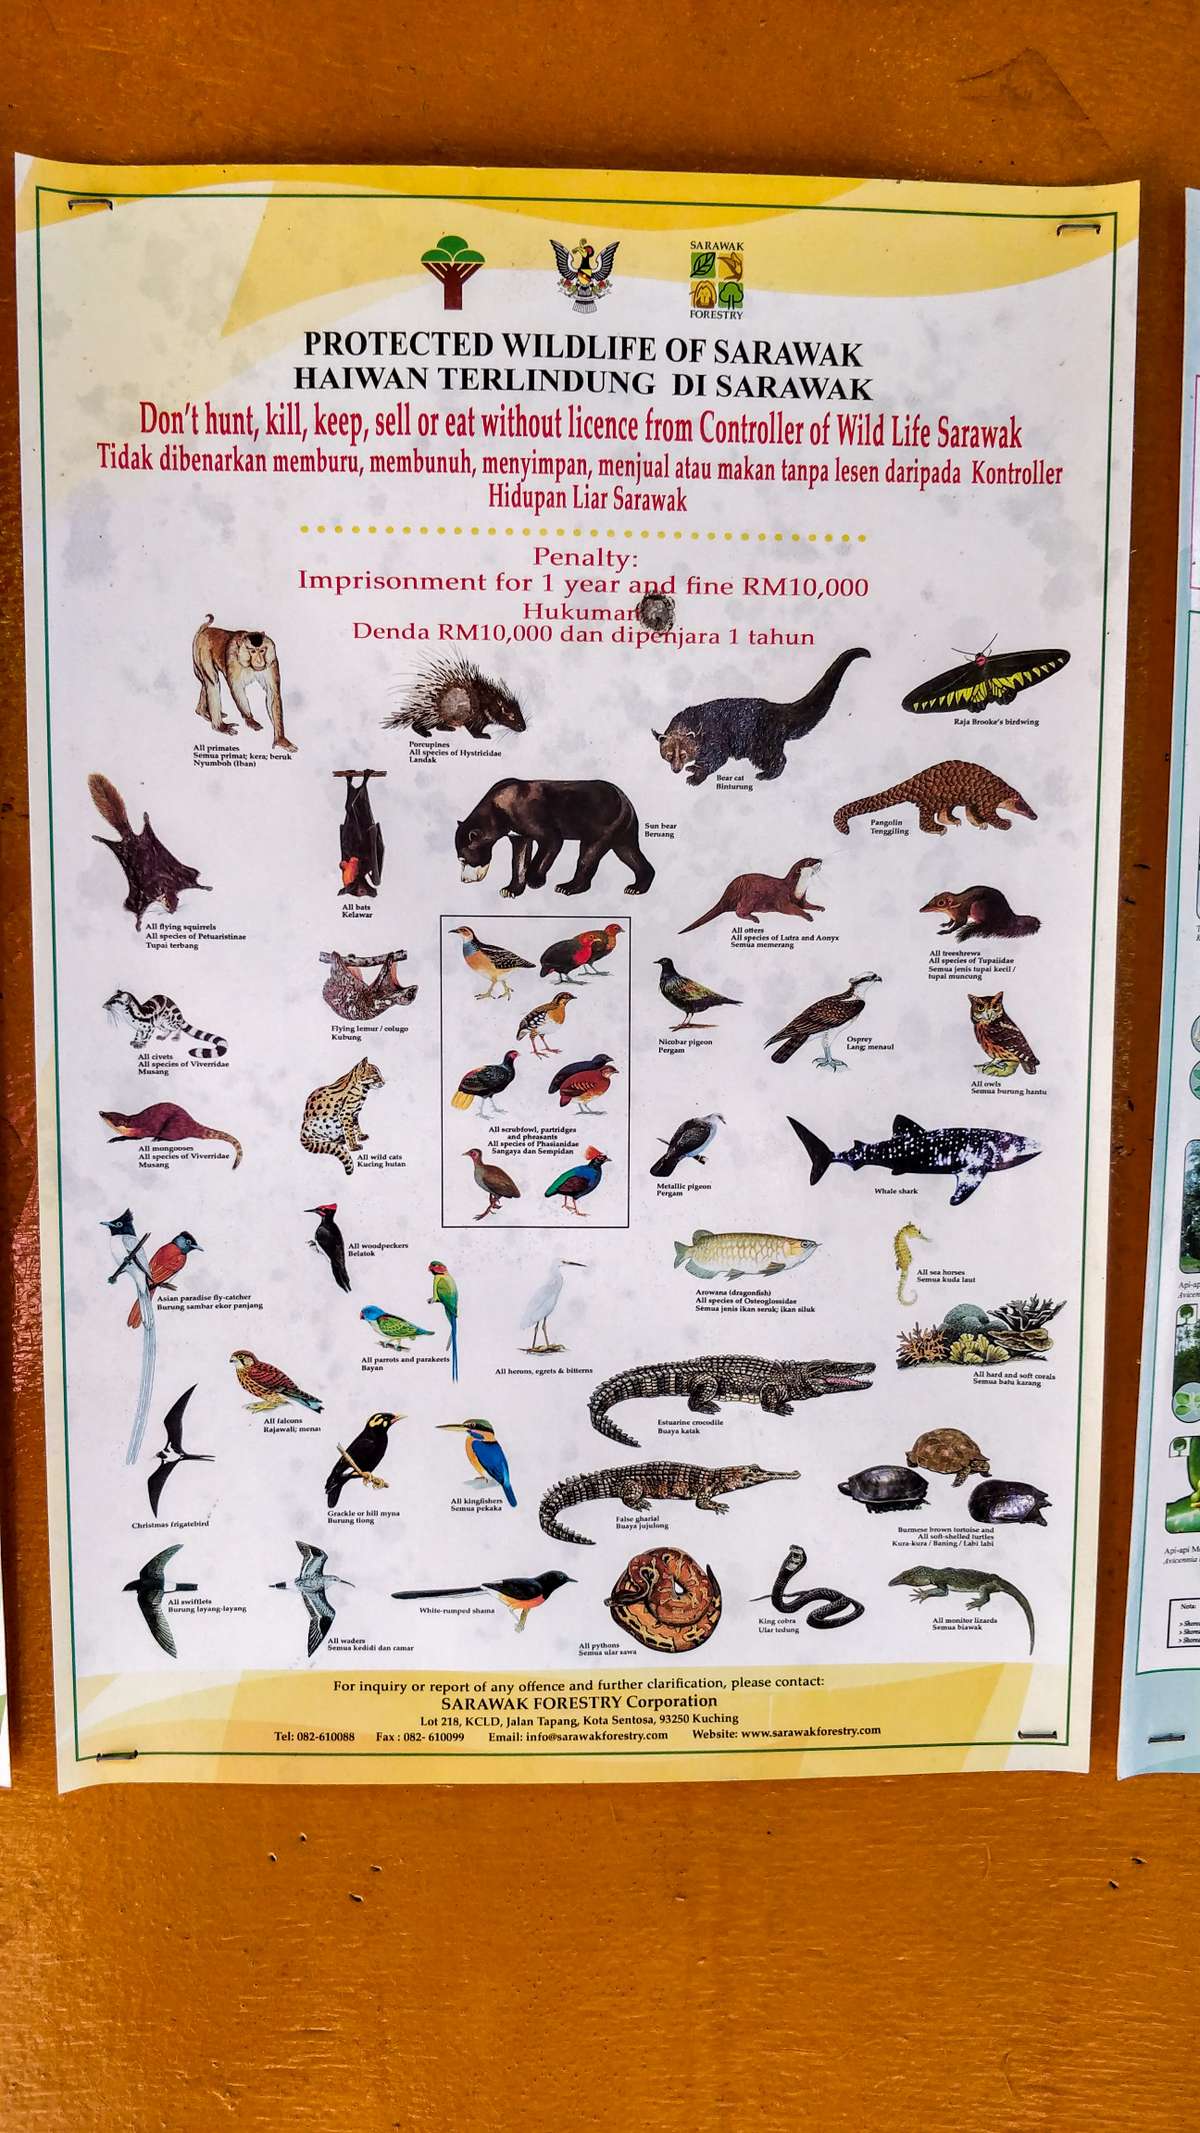 SARAWAK
FORESTRY
PROTECTED WILDLIFE OF SARAWAK
HAIWAN TERLINDUNG DI SARAWAK
Don't hunt, kill, keep, sell or eat without licence from Controller of Wild Life Sarawak
Tidak dibenarkan memburu, membunuh, menyimpan, menjual atau makan tanpa lesen daripada Kontroller
Hidupan Liar Sarawak
Penalty:
Imprisonment for 1 year and fine RM10,000
Hukuman
Denda RM10,000 dan dipenjara 1 tahun
All primates
Semua primat; kera; beruk
Nyumboh (Iban)
Porcupines
All species of Hystricidae
Landak
Bear cat
Binturung
Raja Brooke's birdwing
All flying squirrels
All species of Petuaristinae
Tupai terbang
All bats
Kelawar
Sun bear
Beruang
Pangolin
Tenggiling
All otters
All species of Lutra and Aonyx
Semua memerang
All treeshrews
All species of Tupaiidae
Semua jenis tupai kecil /
tupai muncung
All civets
All species of Viverridae
Musang
Flying lemur / colugo
Kubung
Nicobar pigeon
Pergam
Osprey
Lang; menaul
All owls
Semua burung hantu
All mongooses
All species of Viverridae
Musang
All wild cats
Kucing hutan
All scrubfowl, partridges
and pheasants
All species of Phasianidae
Sangaya dan Sempidan
Metallic pigeon
Pergam
Whale shark
Asian paradise fly-catcher
Burung sambar ekor panjang
All woodpeckers
Belatok
All parrots and parakeets
Bayan
All herons, egrets & bitterns
Arowana (dragonfish)
All species of Osteoglossidae
Semua jenis ikan seruk; ikan siluk
All sea horses
Semua kuda laut
All hard and soft corals
Semua batu karang
All falcons
Rajawali; menau
Estuarine crocodile
Buaya katak
Christmas frigatebird
Grackle or hill myna
Burung tiong
All kingfishers
Semua pekaka
False gharial
Buaya jujulong
Burmese brown tortoise and
All soft-shelled turtles
Kura-kura / Baning / Labi labi
All swiftlets
Burung layang-layang
All waders
Semua kedidi dan camar
White-rumped shama
All pythons
Semua ular sawa
King cobra
Ular tedung
All monitor lizards
Semua biawak
For inquiry or report of any offence and further clarification, please contact:
SARAWAK FORESTRY Corporation
Lot 218, KCLD, Jalan Tapang, Kota Sentosa, 93250 Kuching
Tel: 082-610088 Fax : 082- 610099 Email: info@sarawakforestry.com Website: www.sarawakforestry.com
Nota: